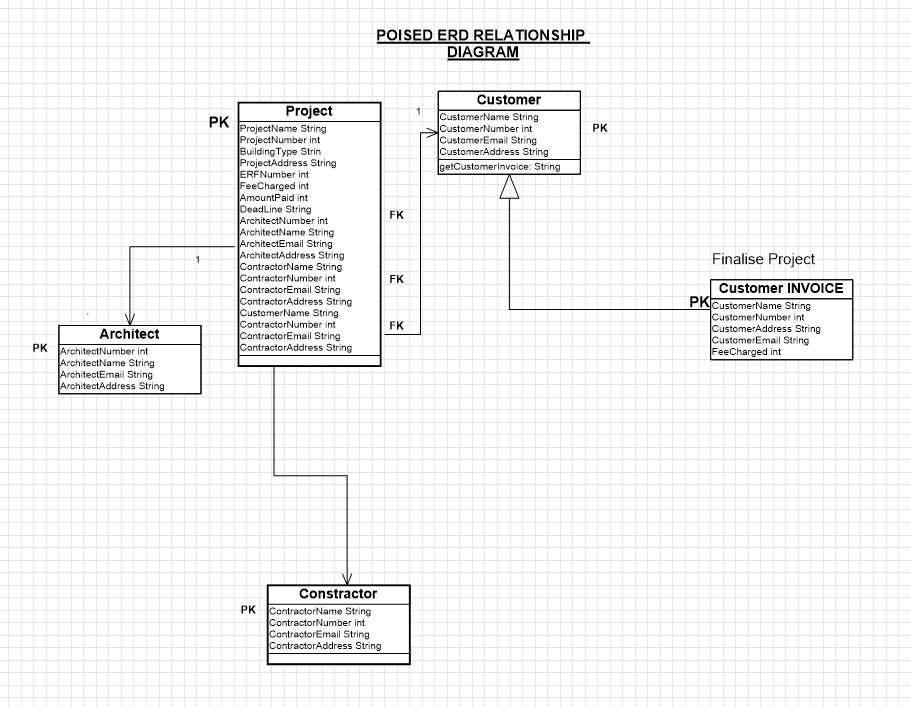 POISED ERD RELATIONSHIP
DIAGRAM
PK
Project
ProjectName String
ProjectNumber int
BuildingType Strin
ProjectAddress String
ERFNumber int
FeeCharged int
AmountPaid int
DeadLine String
ArchitectNumber int
ArchitectName String
ArchitectEmail String
ArchitectAddress String
ContractorName String
ContractorNumber int
ContractorEmail String
ContractorAddress String
CustomerName String
ContractorNumber int
ContractorEmail String
ContractorAddress String
FK
FK
FK
1
Customer
CustomerName String
CustomerNumber int
CustomerEmail String
CustomerAddress String
getCustomerInvoice: String
PK
Finalise Project
PK
Customer INVOICE
CustomerName String
CustomerNumber int
CustomerAddress String
CustomerEmail String
FeeCharged int
1
PK
Architect
ArchitectNumber int
ArchitectName String
ArchitectEmail String
ArchitectAddress String
PK
Constractor
ContractorName String
ContractorNumber int
ContractorEmail String
ContractorAddress String